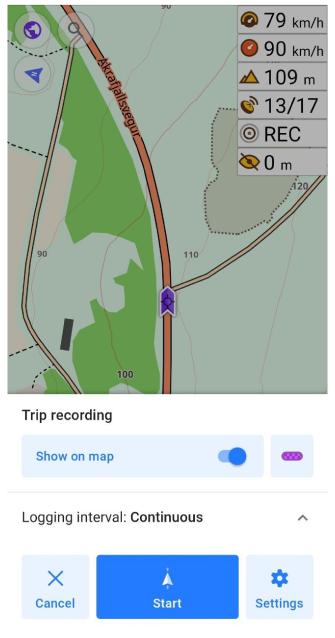 90
79 km/h
90 km/h
109 m
13/17
REC
0 m
Akrafjallsvegur
120
90
110
100
Trip recording
Show on map
Logging interval: Continuous
Cancel
Start
Settings